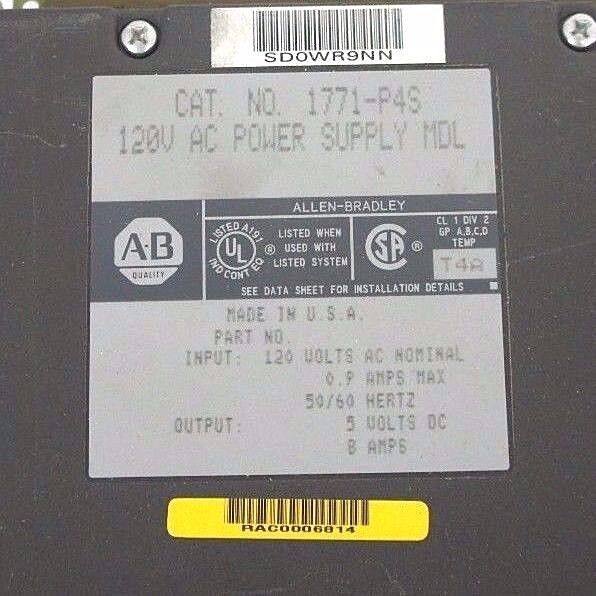 SD0WR9NN
CAT. NO. 1771-P4S
120V AC POWER SUPPLY MDL
ALLEN-BRADLEY
A·B
QUALITY
LISTED A191
UL
IND CONT EQ
®
LISTED WHEN
USED WITH
LISTED SYSTEM
SA
®
CL 1 DIV 2
GP A,B,C,D
TEMP
T4A
SEE DATA SHEET FOR INSTALLATION DETAILS
MADE IN U.S.A.
PART NO.
INPUT: 120 VOLTS AC NOMINAL
0.9 AMPS MAX
50/60 HERTZ
OUTPUT: 5 VOLTS DC
8 AMPS
RAC0006814